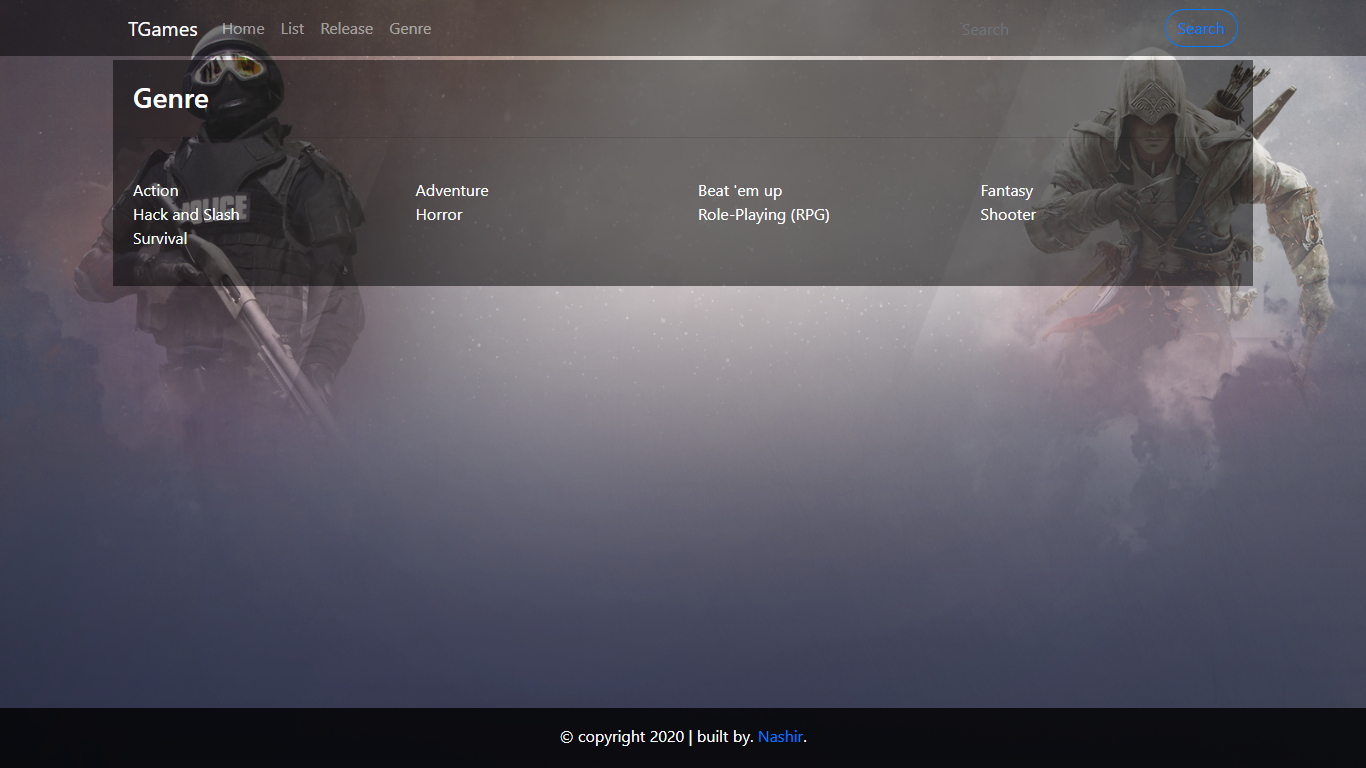 TGames Home List Release Genre Search Search
Genre
Action Adventure Beat 'em up Fantasy
Hack and Slash Horror Role-Playing (RPG) Shooter
Survival
POLICE
© copyright 2020 | built by. Nashir.